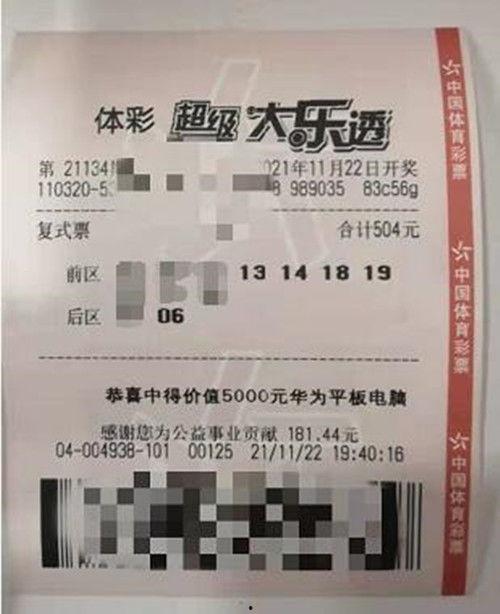 体彩 超级大乐透
第 21134 021年11月22日开奖
110320-5 8 989035 83c56g
复式票 合计504元
前区 13 14 18 19
后区 06
恭喜中得价值5000元华为平板电脑
感谢您为公益事业贡献 181.44元
04-004938-101 00125 21/11/22 19:40:16
中国体育彩票
中国体育彩票
中国体育彩票